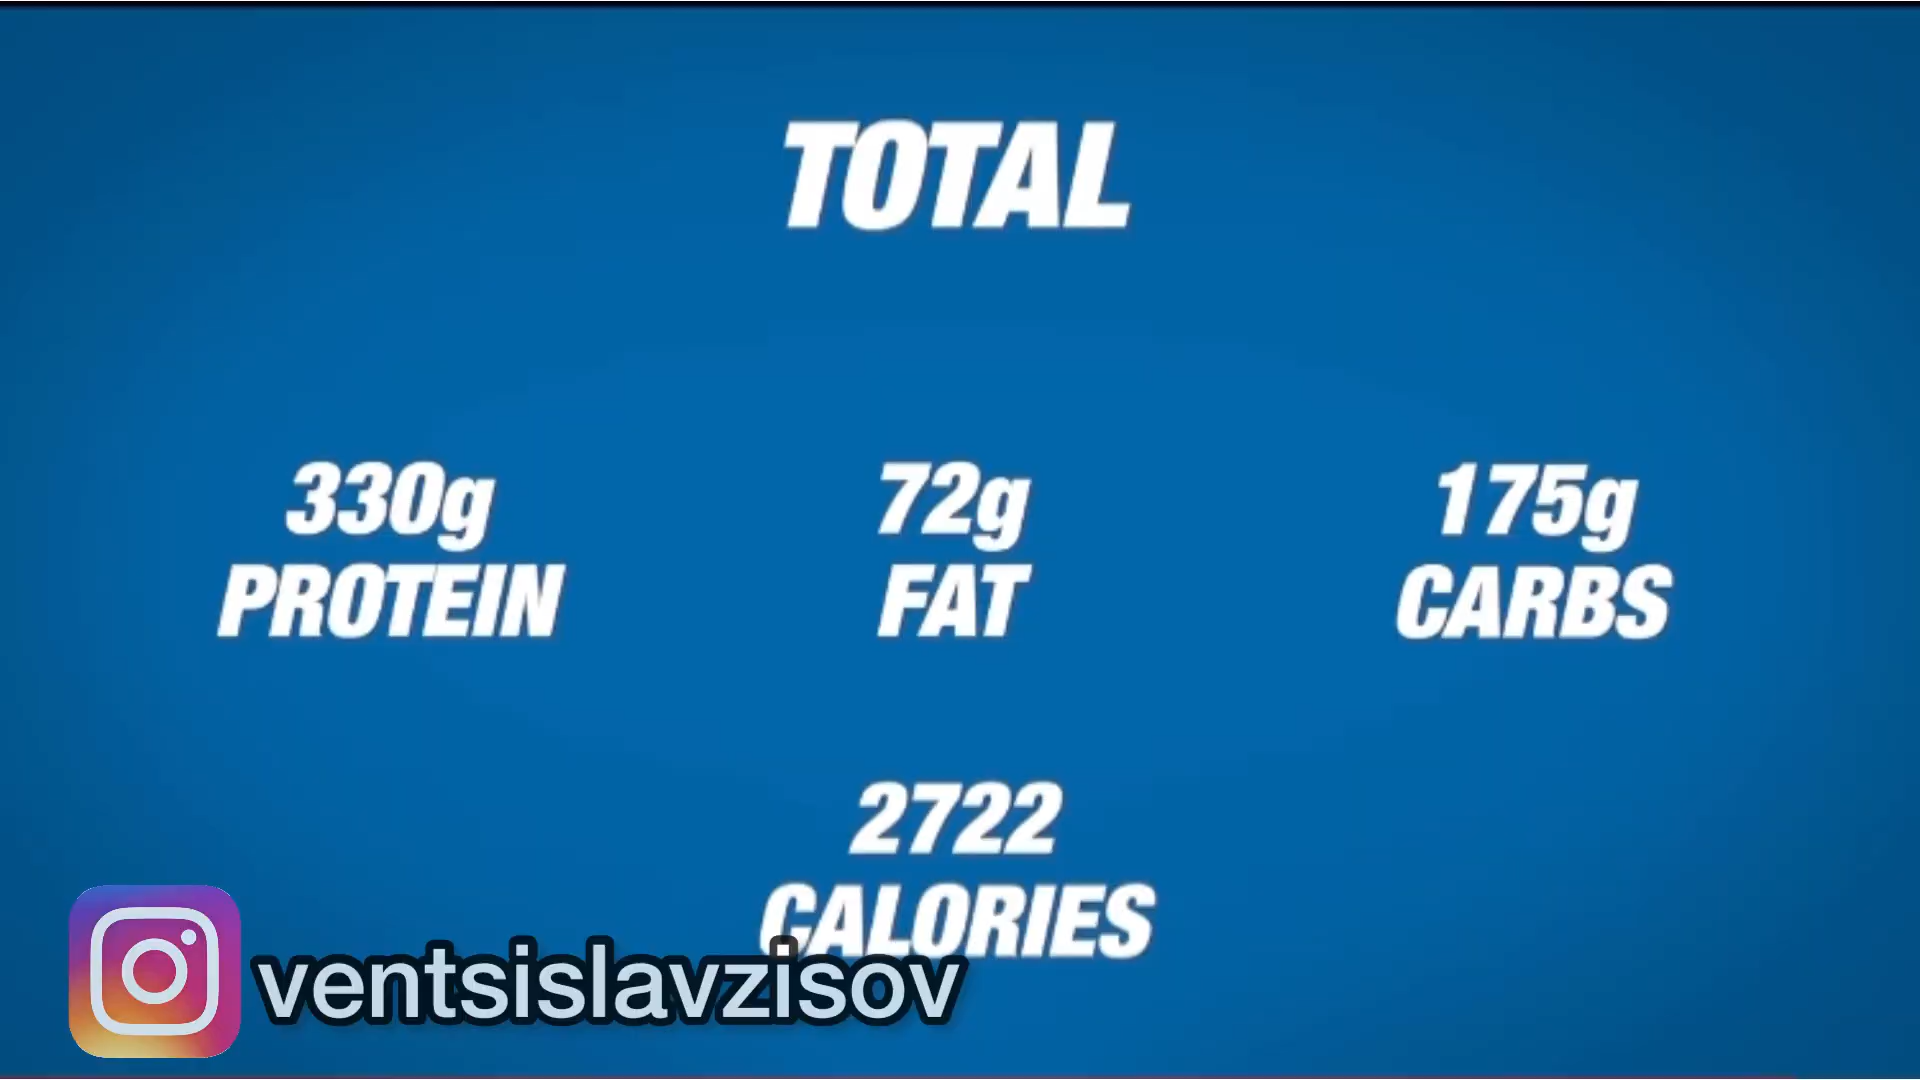 TOTAL
330g
PROTEIN
72g
FAT
175g
CARBS
2722
CALORIES
ventsislavzisov